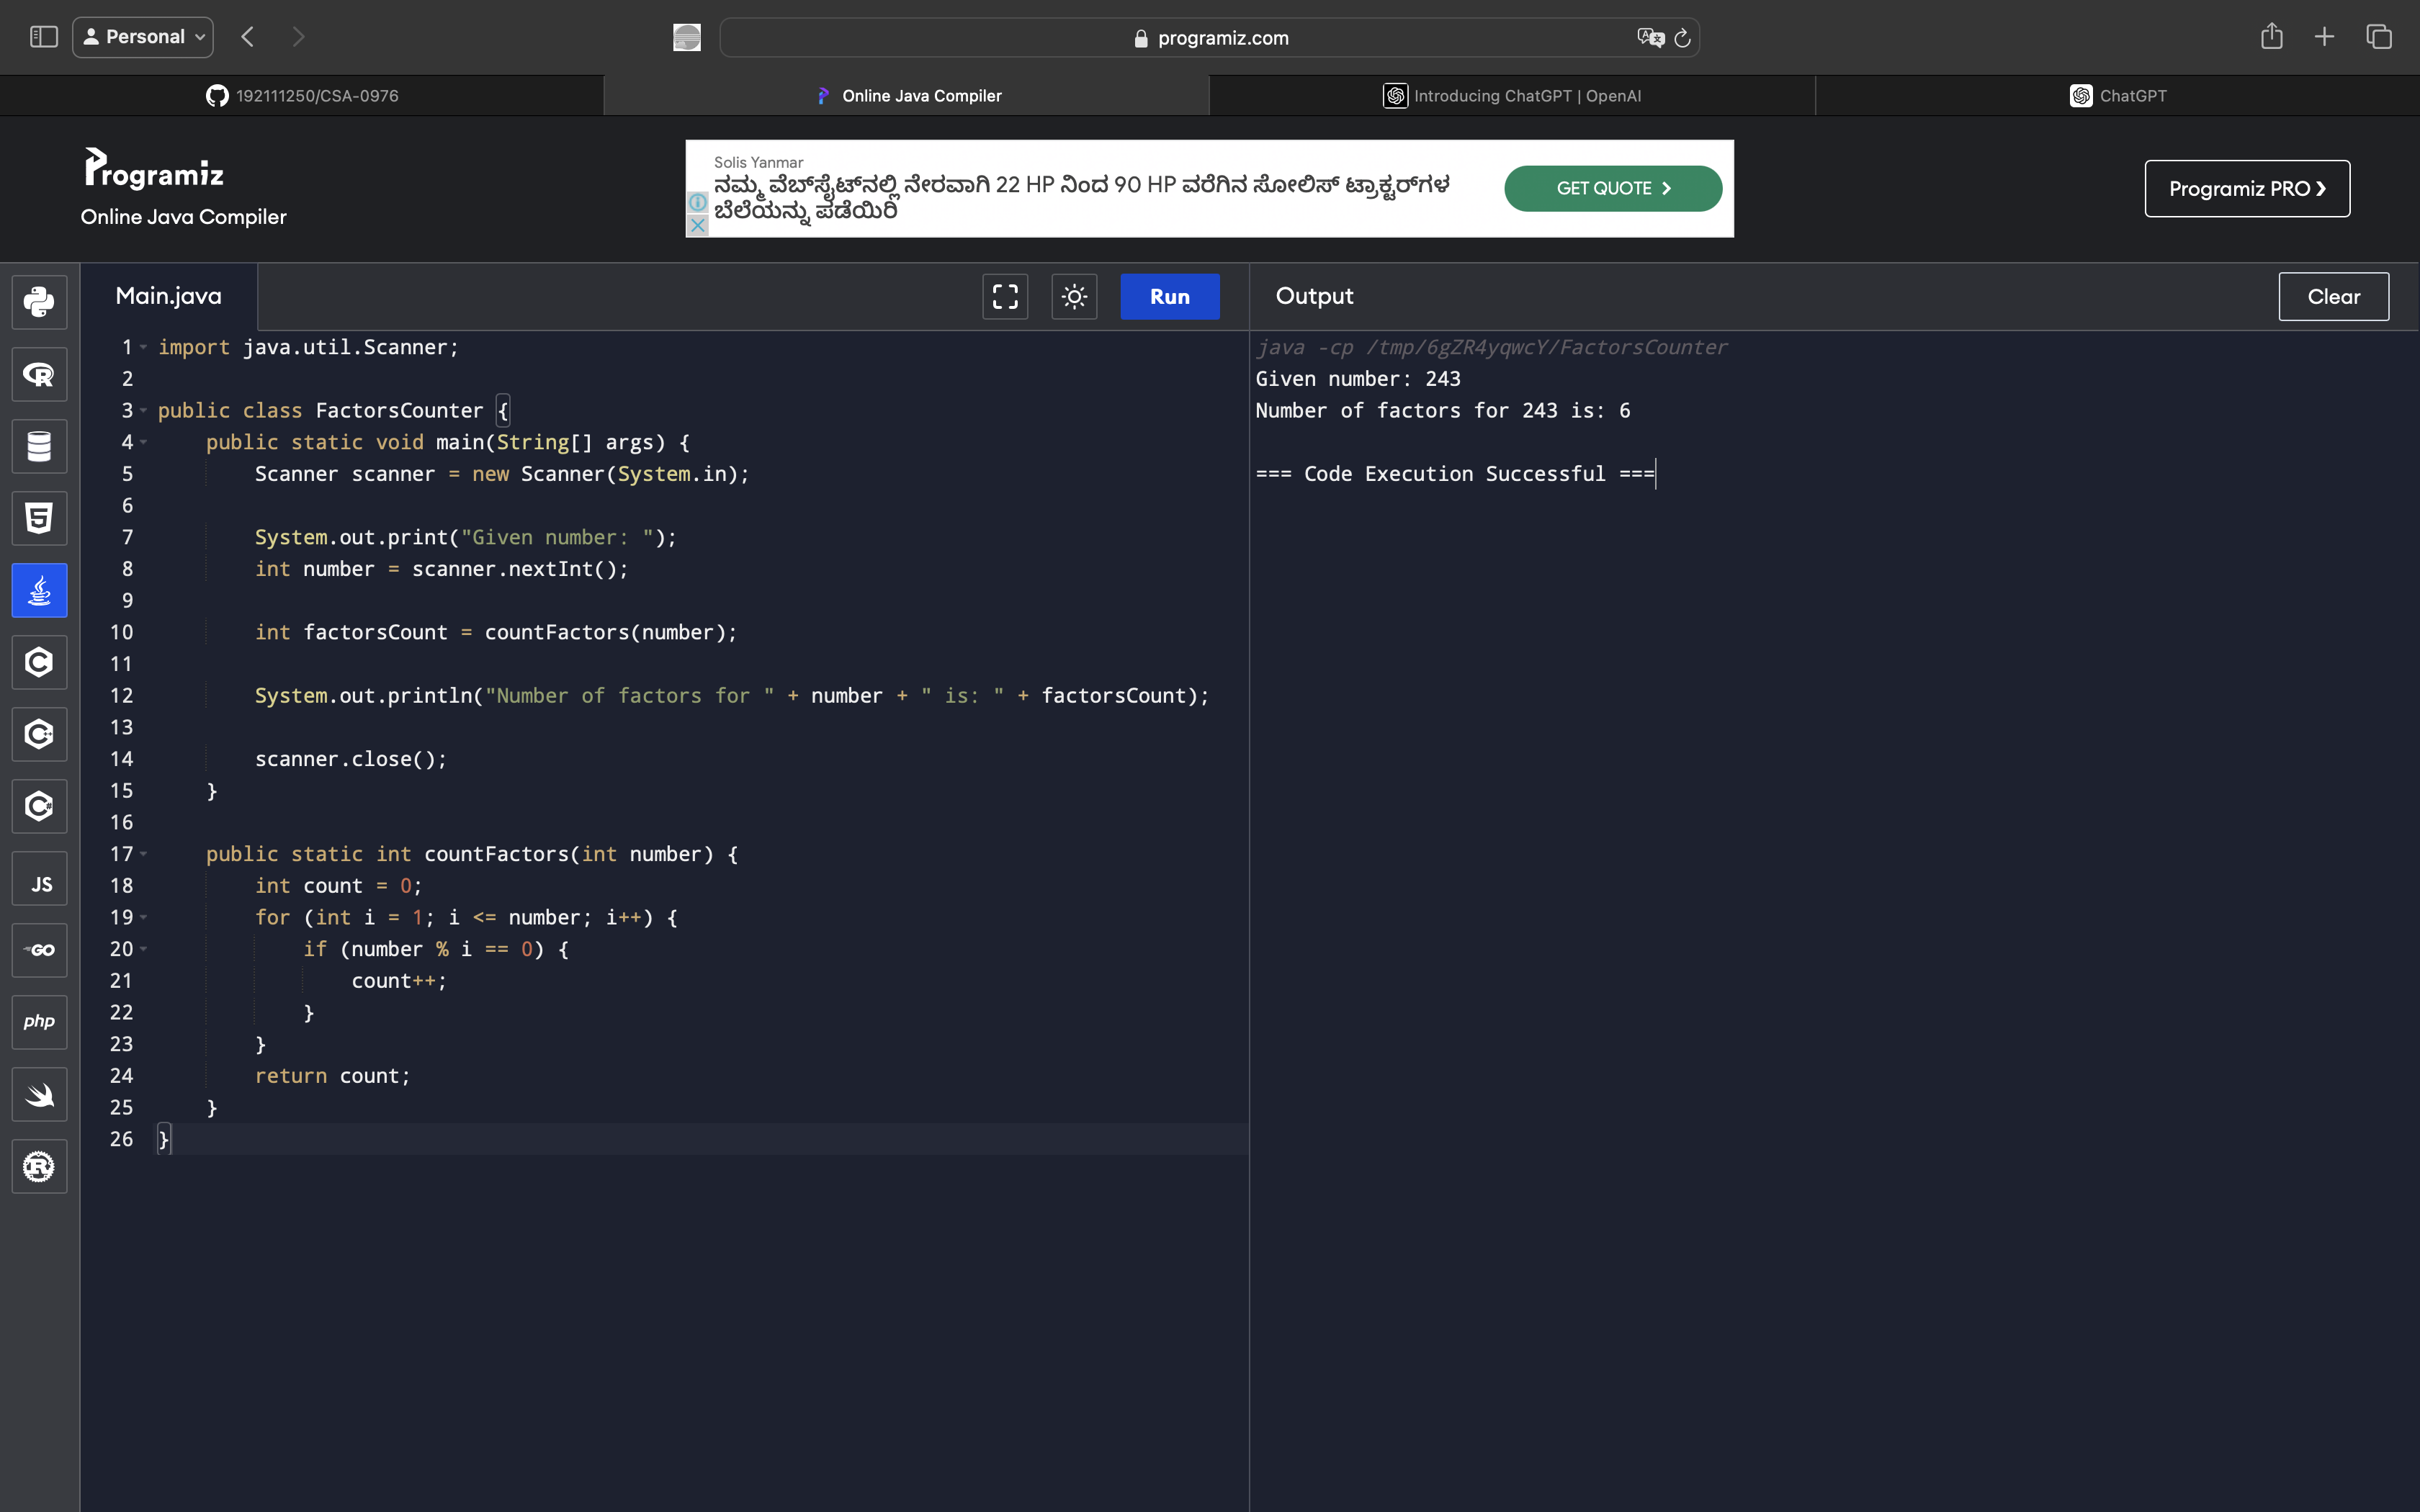 Personal
programiz.com
192111250/CSA-0976
Online Java Compiler
Introducing ChatGPT | OpenAI
ChatGPT
Programiz
Online Java Compiler
Solis Yanmar
ನಮ್ಮ ವೆಬ್‌ಸೈಟ್‌ನಲ್ಲಿ ನೇರವಾಗಿ 22 HP ನಿಂದ 90 HP ವರೆಗಿನ ಸೋಲಿಸ್ ಟ್ರಾಕ್ಟರ್‌ಗಳ
ಬೆಲೆಯನ್ನು ಪಡೆಯಿರಿ
GET QUOTE
Programiz PRO ❯
Main.java
Run
Output
Clear
1 import java.util.Scanner;
2
3 public class FactorsCounter {
4     public static void main(String[] args) {
5         Scanner scanner = new Scanner(System.in);
6
7         System.out.print("Given number: ");
8         int number = scanner.nextInt();
9
10         int factorsCount = countFactors(number);
11
12         System.out.println("Number of factors for " + number + " is: " + factorsCount);
13
14         scanner.close();
15     }
16
17     public static int countFactors(int number) {
18         int count = 0;
19         for (int i = 1; i <= number; i++) {
20             if (number % i == 0) {
21                 count++;
22             }
23         }
24         return count;
25     }
26 }
java -cp /tmp/6gZR4yqwcY/FactorsCounter
Given number: 243
Number of factors for 243 is: 6
=== Code Execution Successful ===
R
5
C
C++
C#
JS
GO
php
R